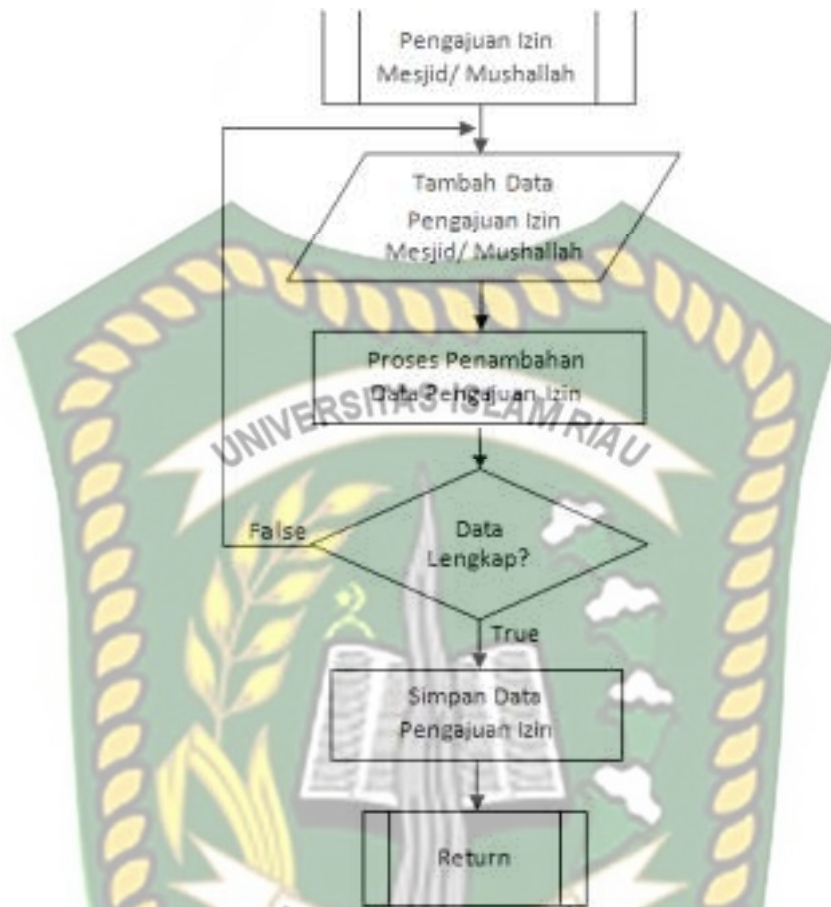 Pengajuan Izin
Mesjid/ Mushallah
Tambah Data
Pengajuan Izin
Mesjid/ Mushallah
Proses Penambahan
Data Pengajuan Izin
UNIVERSITAS ISLAM RIAU
False
Data
Lengkap?
True
Simpan Data
Pengajuan Izin
Return